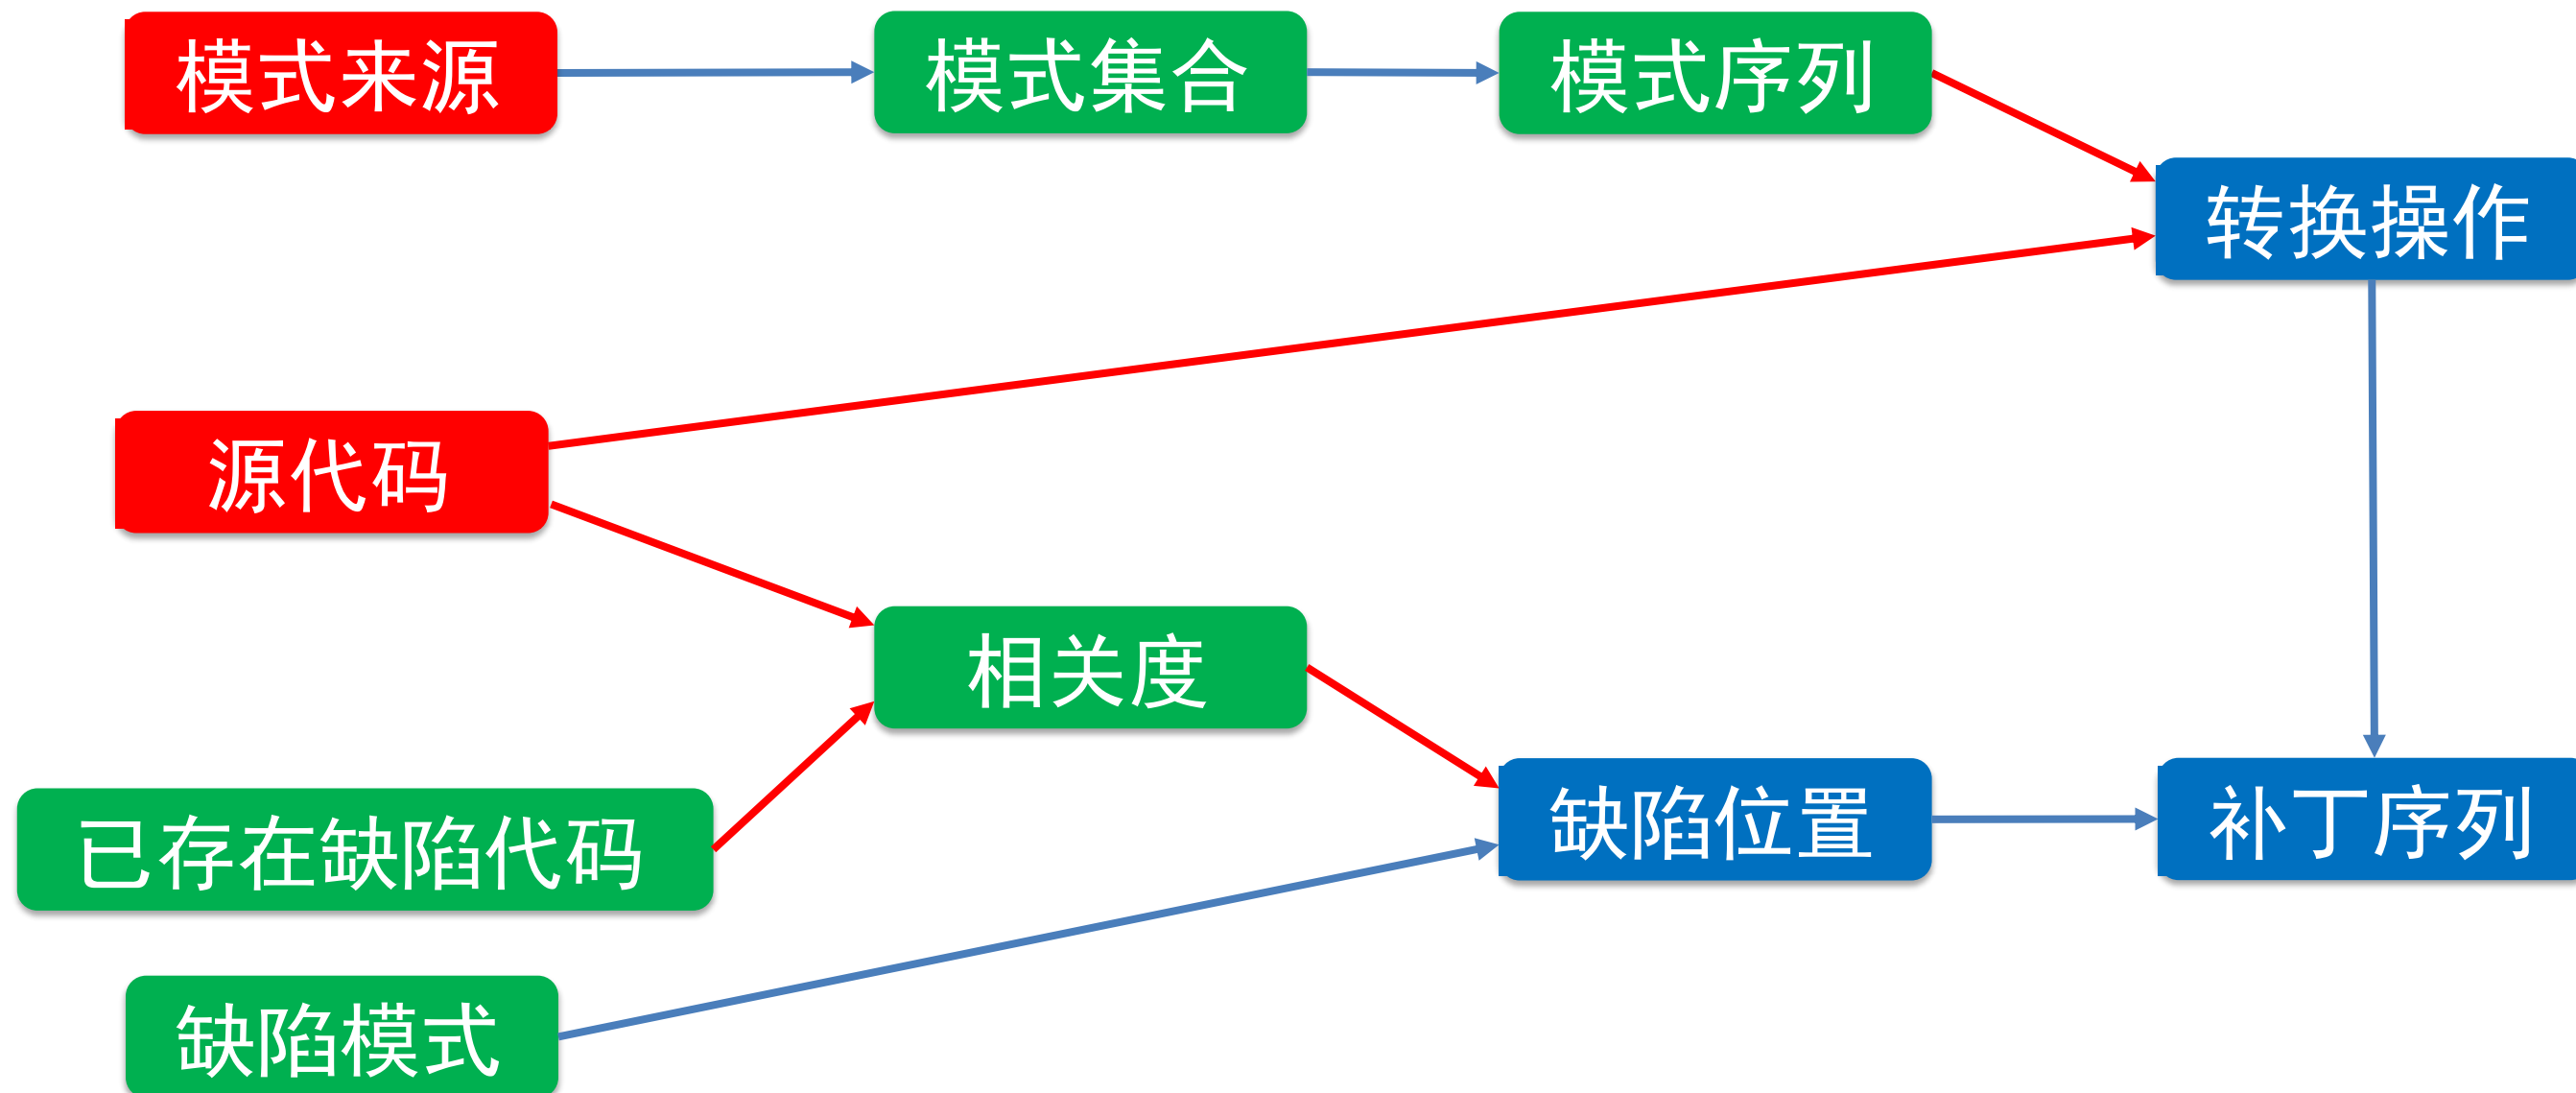 模式来源
模式集合
模式序列
转换操作
源代码
相关度
已存在缺陷代码
缺陷位置
补丁序列
缺陷模式